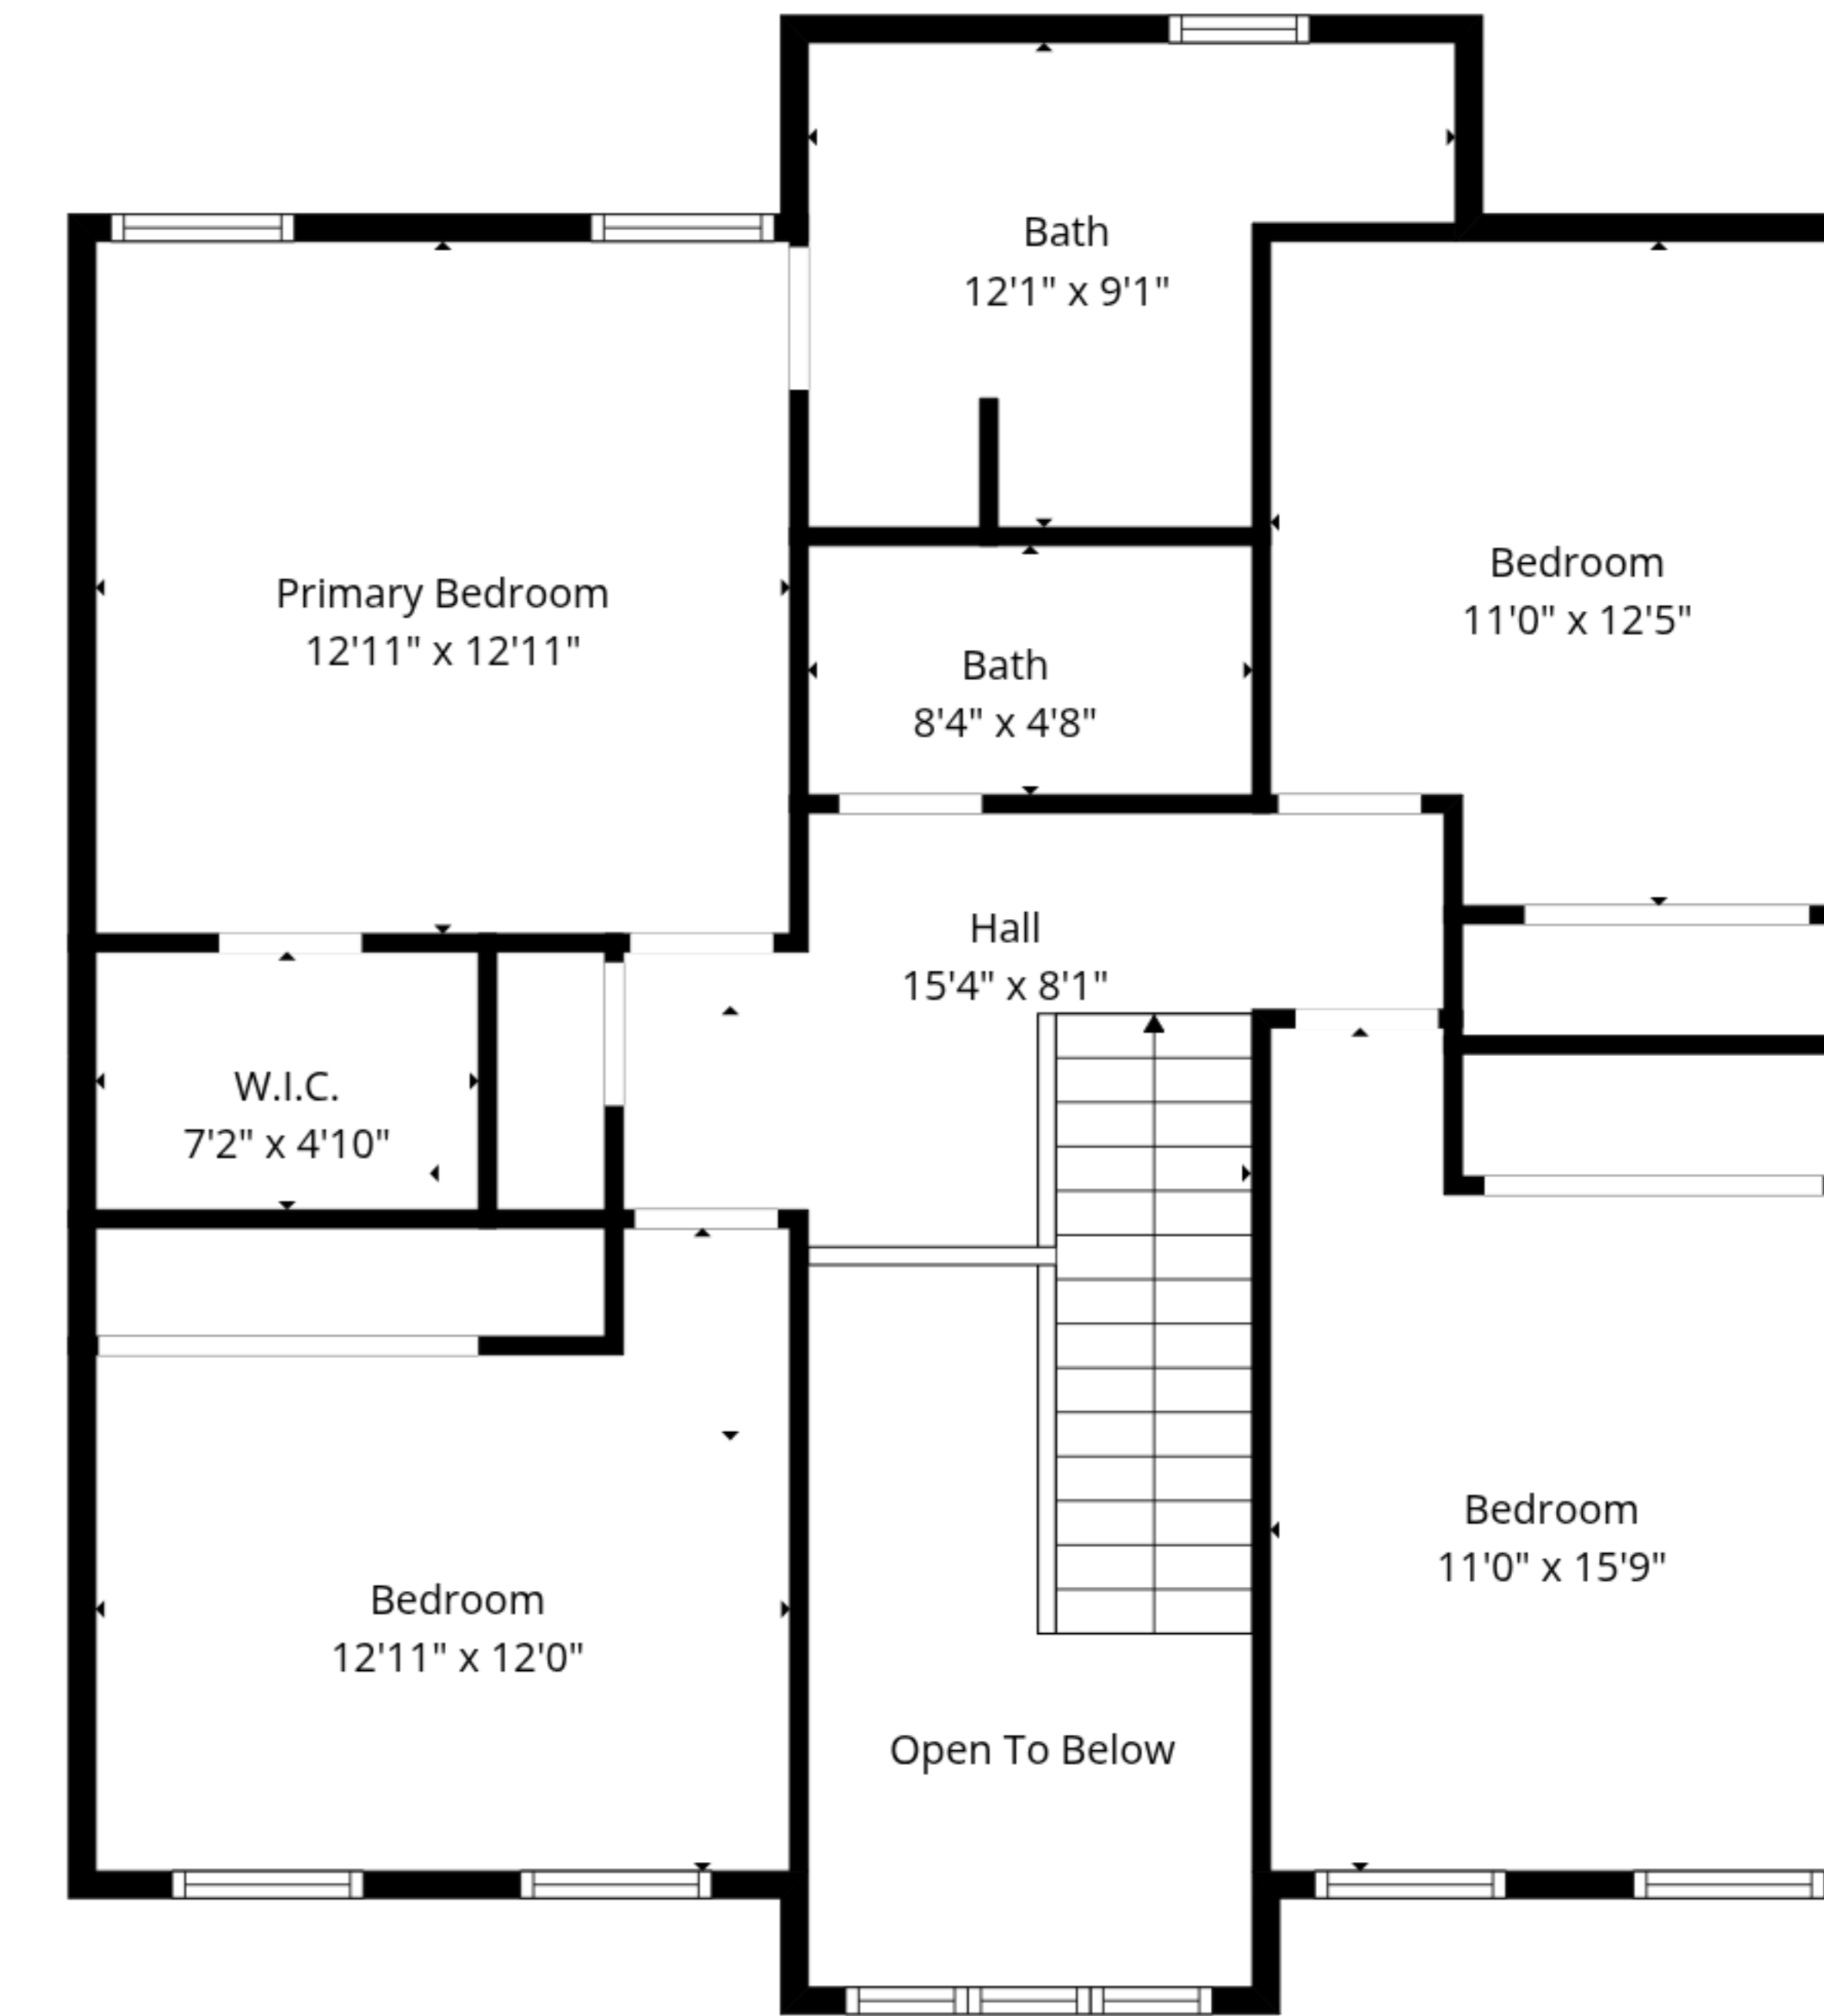 Bath
12'1" x 9'1"
Primary Bedroom
12'11" x 12'11"
Bedroom
11'0" x 12'5"
Bath
8'4" x 4'8"
Hall
15'4" x 8'1"
W.I.C.
7'2" x 4'10"
Bedroom
12'11" x 12'0"
Bedroom
11'0" x 15'9"
Open To Below